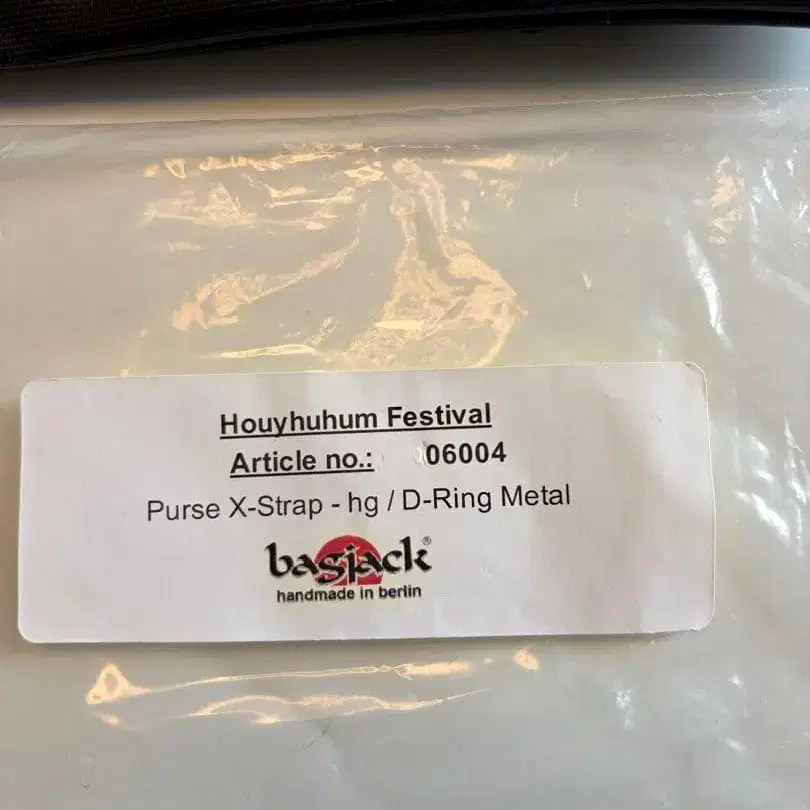 Houyhuhum Festival
Article no.: 06004
Purse X-Strap - hg / D-Ring Metal
bagjack®
handmade in berlin